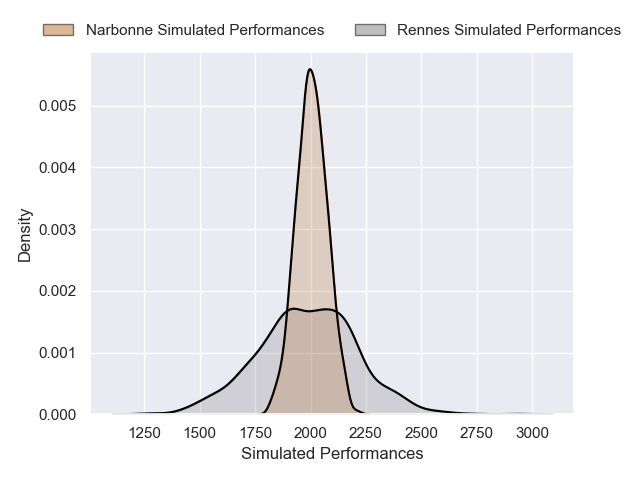 Narbonne Simulated Performances Rennes Simulated Performances
0.005
0.004
0.003
0.002
0.001
0.000
Density
1250 1500 1750 2000 2250 2500 2750 3000
Simulated Performances